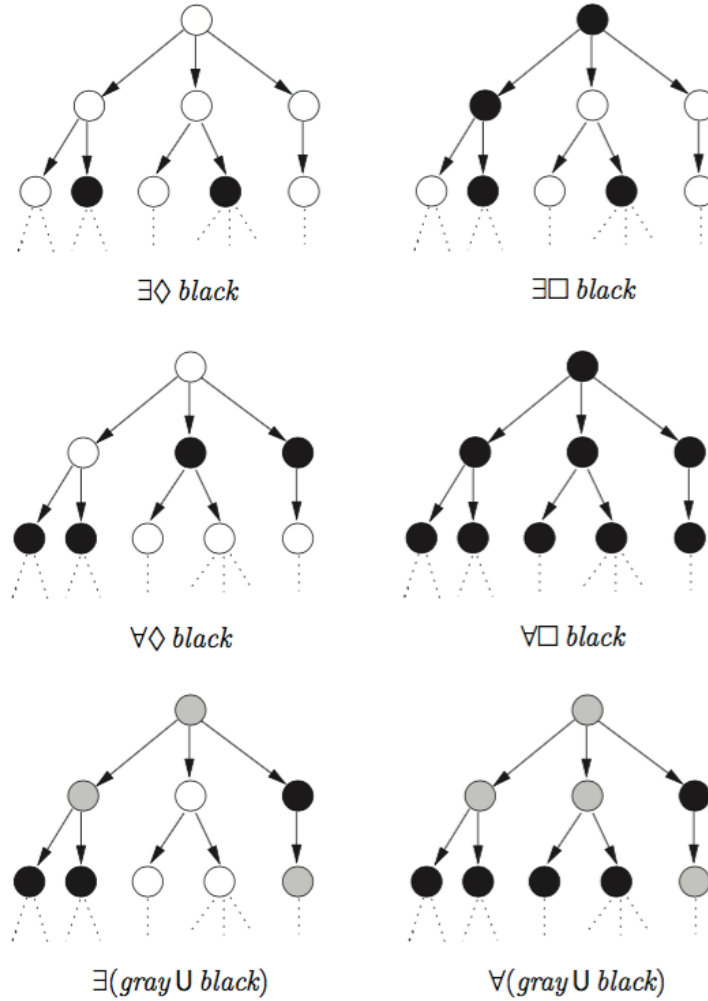 ∃◇ black
∃□ black
∀◇ black
∀□ black
∃(gray U black)
∀(gray U black)